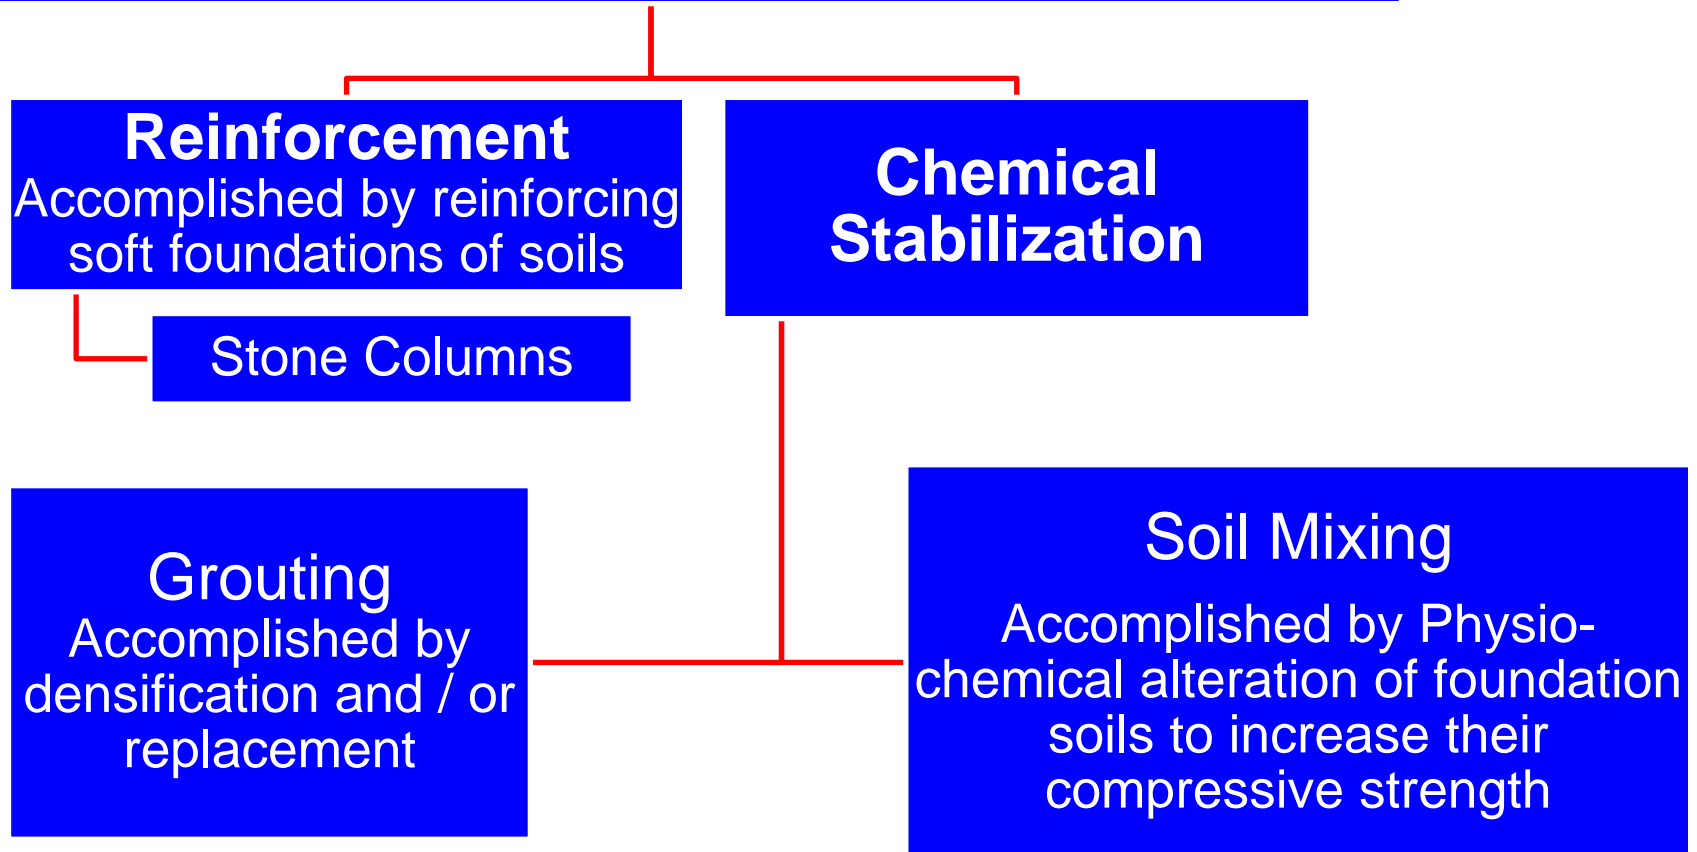 Reinforcement
Accomplished by reinforcing
soft foundations of soils
Chemical
Stabilization
Stone Columns
Grouting
Accomplished by
densification and / or
replacement
Soil Mixing
Accomplished by Physio-
chemical alteration of foundation
soils to increase their
compressive strength